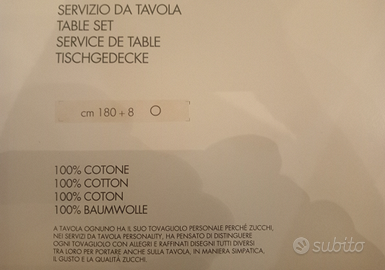 SERVIZIO DA TAVOLA
TABLE SET
SERVICE DE TABLE
TISCHGEDECKE
cm 180 + 8
100% COTONE
100% COTTON
100% COTON
100% BAUMWOLLE
A TAVOLA OGNUNO HA IL SUO TOVAGLIOLO PERSONALE PERCHÈ ZUCCHI,
NEI SERVIZI DA TAVOLA PERSONALITY, HA PENSATO DI DISTINGUERE
OGNI TOVAGLIOLO CON ALLEGRI E RAFFINATI DISEGNI TUTTI DIVERSI
TRA LORO PER PORTARE ANCHE SULLA TAVOLA, IN MANIERA SIMPATICA,
IL GUSTO E LA QUALITÀ ZUCCHI.
subito